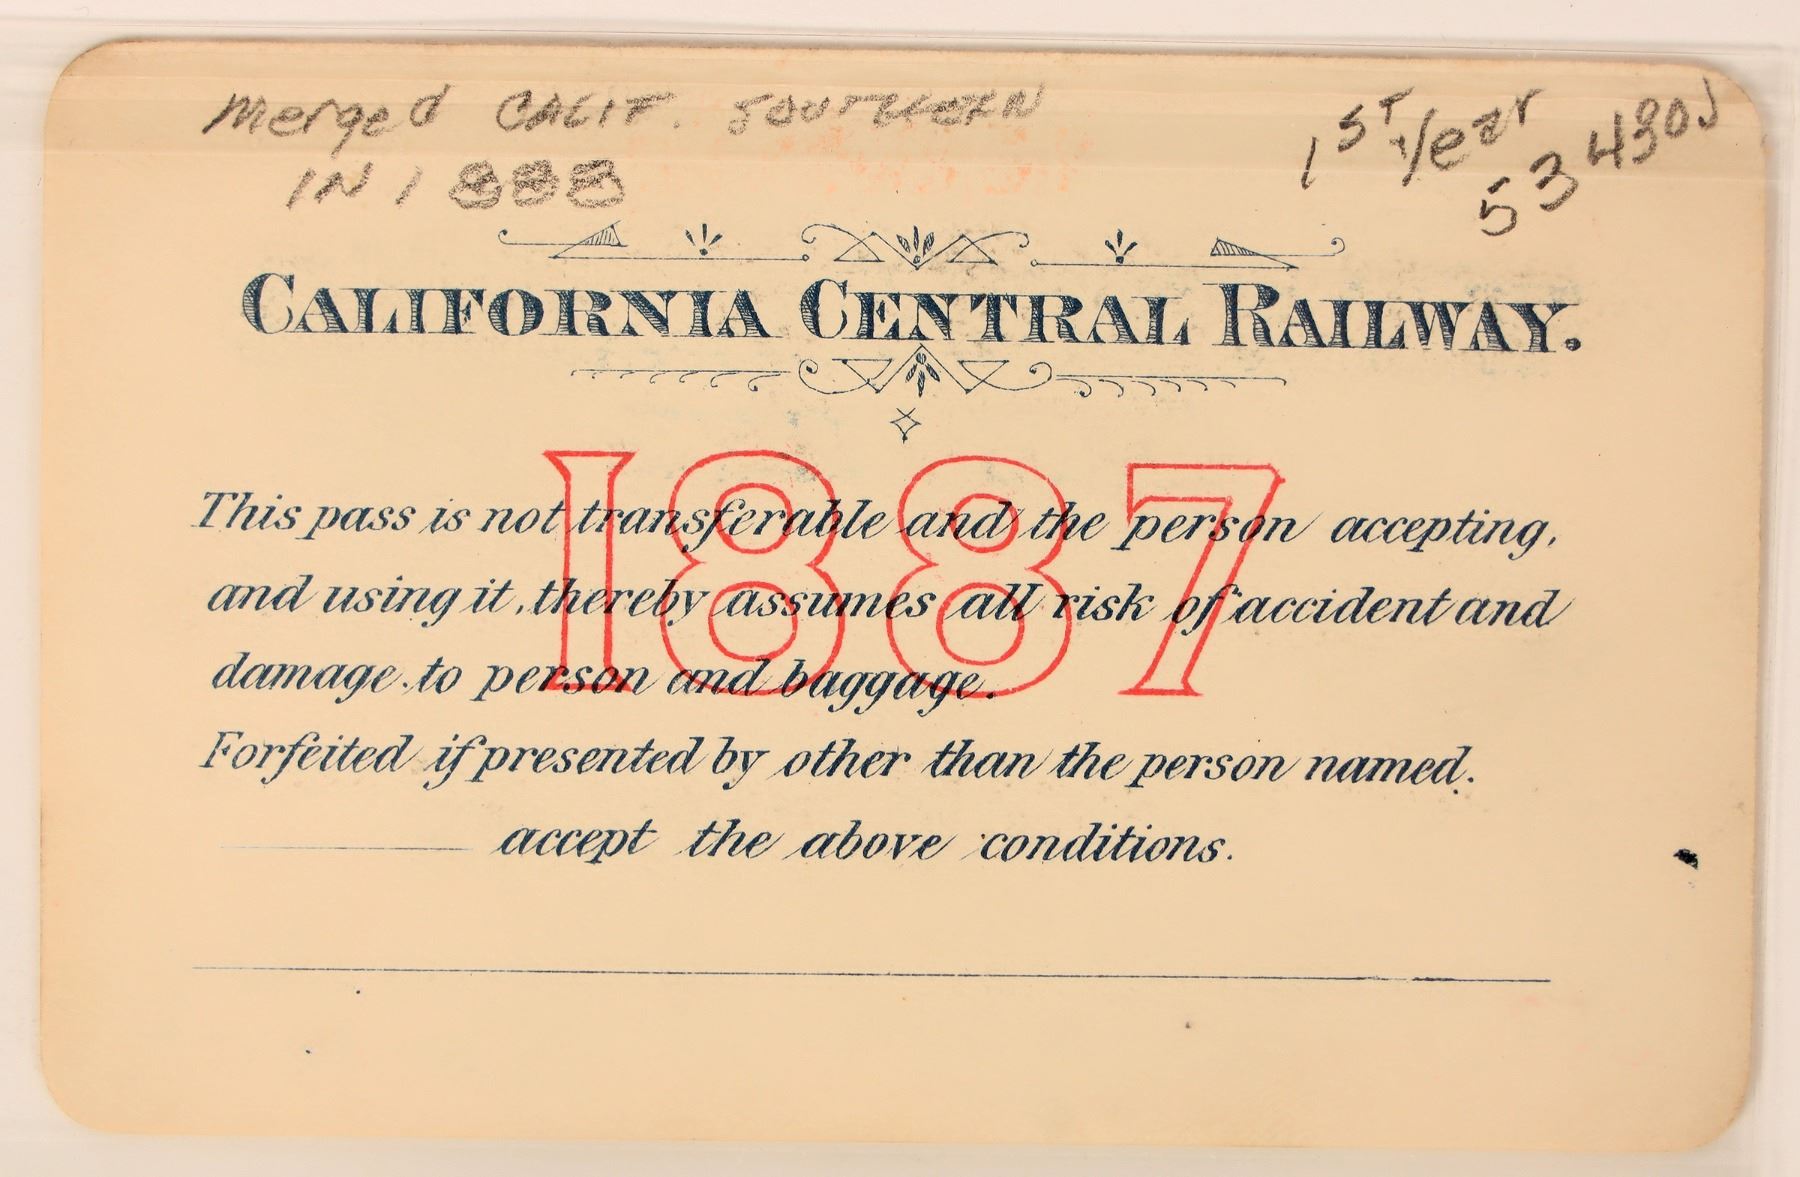 Merged CALIF. SOUTHERN
IN 1888
1ST Year
53
CALIFORNIA CENTRAL RAILWAY.
1887
This pass is not transferable and the person accepting,
and using it, thereby assumes all risk of accident and
damage to person and baggage.
Forfeited if presented by other than the person named.
accept the above conditions.